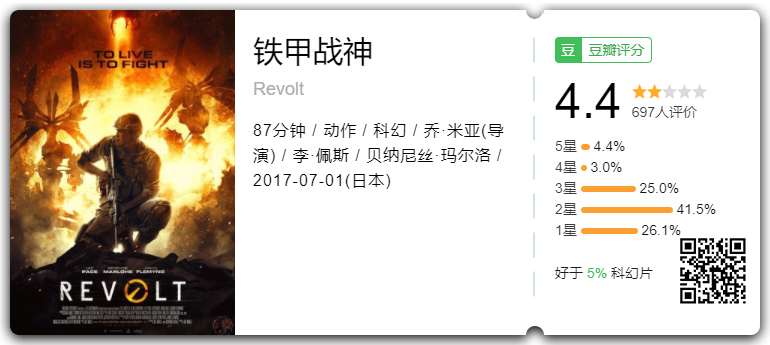 TO LIVE
IS TO FIGHT
LEE PACE
BERENICE MARLOHE
JASON FLEMYNG
REVOLT
铁甲战神
Revolt
87分钟 / 动作 / 科幻 / 乔·米亚(导
演) / 李·佩斯 / 贝纳尼丝·玛尔洛 /
2017-07-01(日本)
豆 豆瓣评分
4.4
697人评价
5星 4.4%
4星 3.0%
3星 25.0%
2星 41.5%
1星 26.1%
好于 5% 科幻片